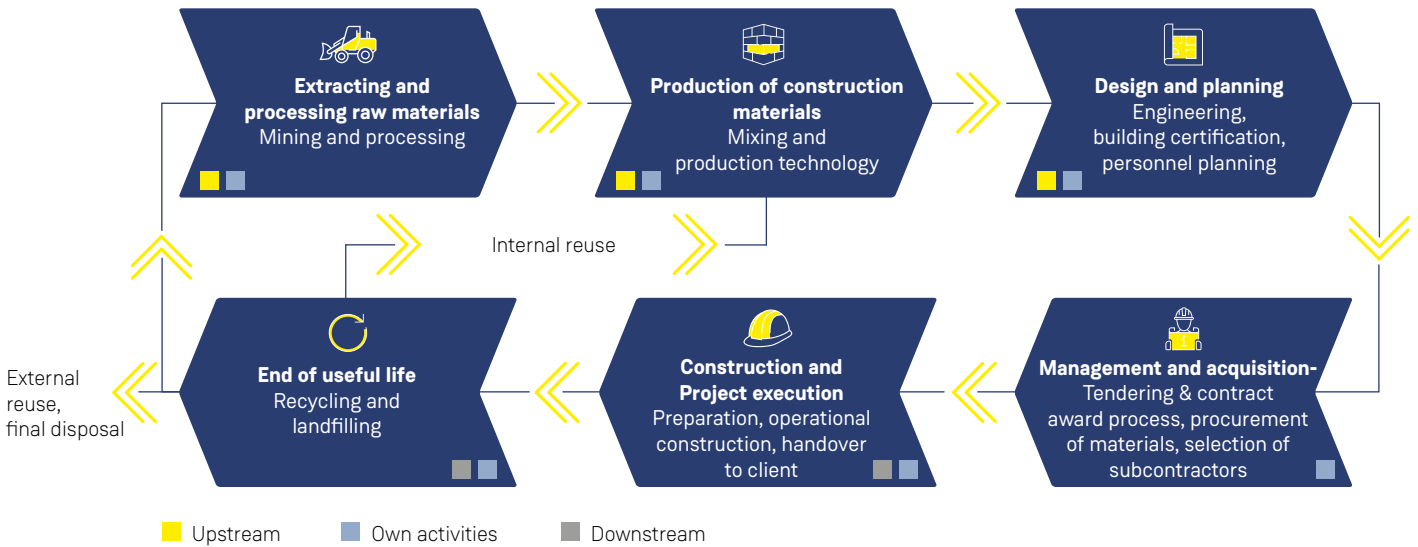 Extracting and
processing raw materials
Mining and processing
Production of construction
materials
Mixing and
production technology
Design and planning
Engineering,
building certification,
personnel planning
Internal reuse
External
reuse,
final disposal
End of useful life
Recycling and
landfilling
Construction and
Project execution
Preparation, operational
construction, handover
to client
Management and acquisition-
Tendering & contract
award process, procurement
of materials, selection of
subcontractors
Upstream
Own activities
Downstream